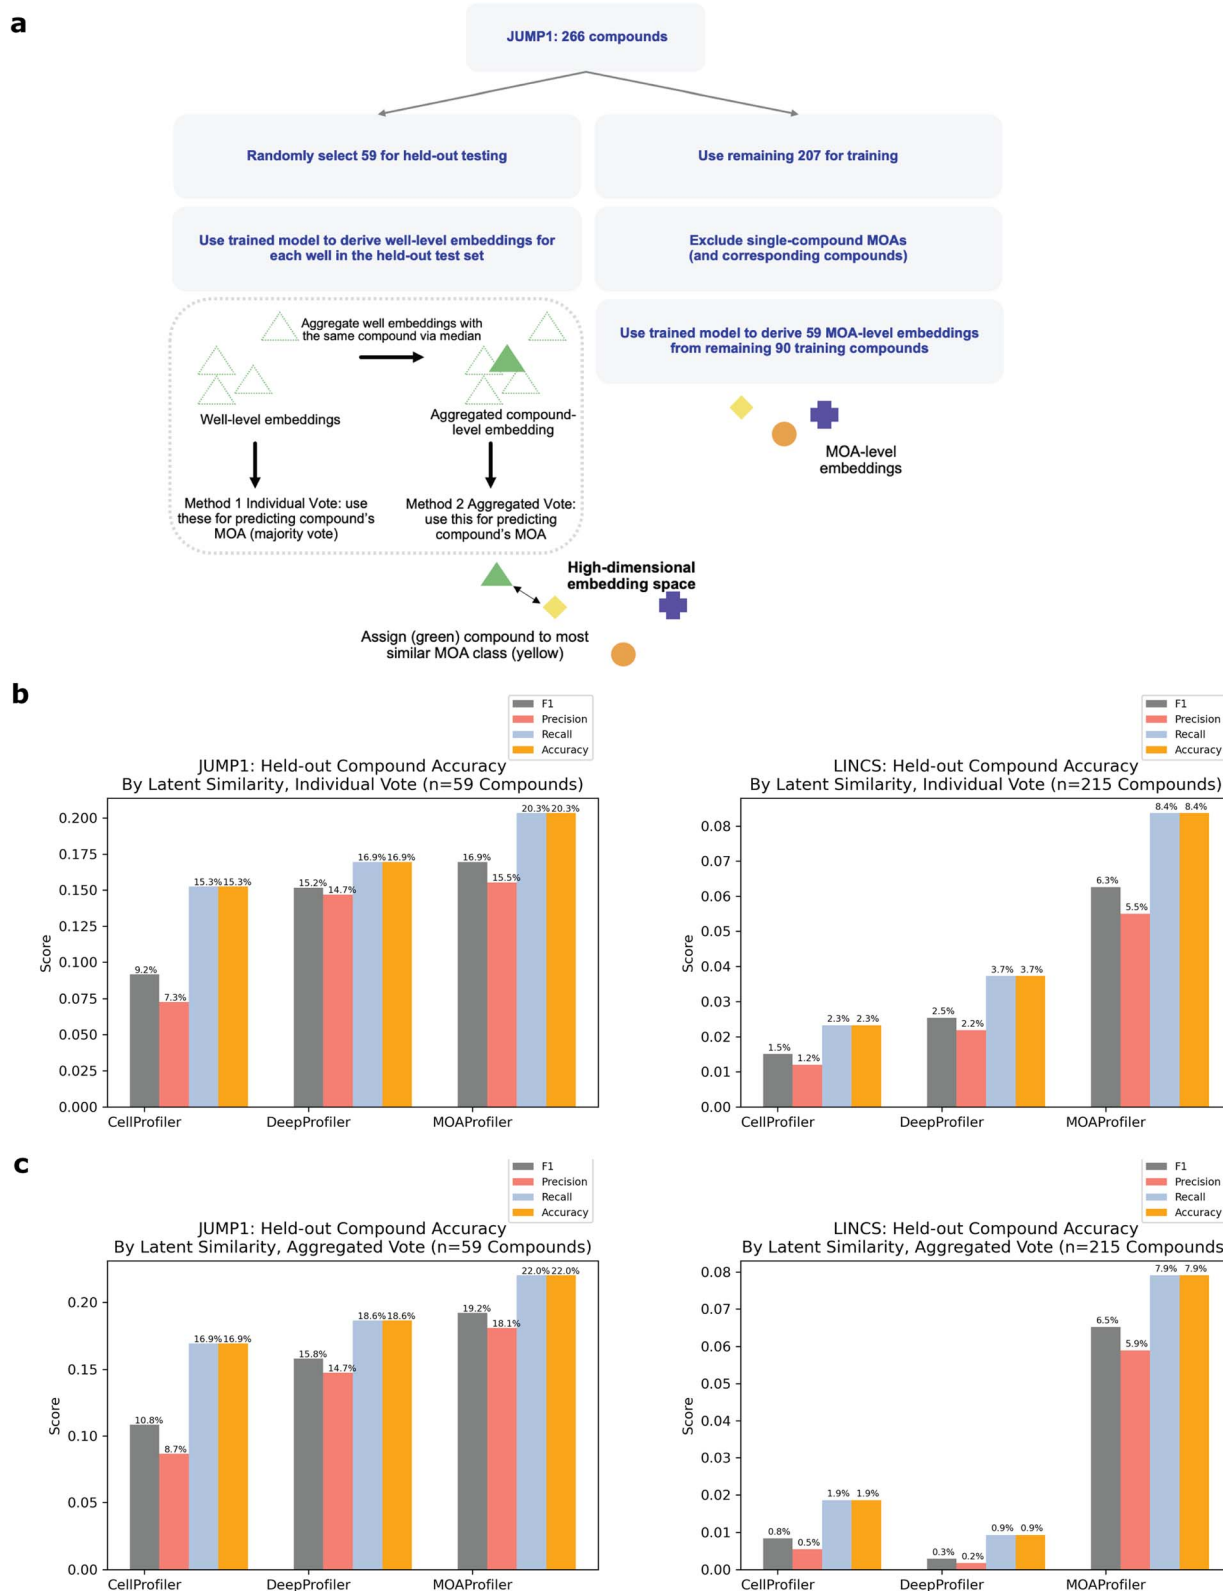 a
JUMP1: 266 compounds
Randomly select 59 for held-out testing
Use remaining 207 for training
Use trained model to derive well-level embeddings for
each well in the held-out test set
Exclude single-compound MOAs
(and corresponding compounds)
Aggregate well embeddings with
the same compound via median
Use trained model to derive 59 MOA-level embeddings
from remaining 90 training compounds
Well-level embeddings
Aggregated compound-
level embedding
MOA-level
embeddings
Method 1 Individual Vote: use
these for predicting compound's
MOA (majority vote)
Method 2 Aggregated Vote:
use this for predicting
compound's MOA
High-dimensional
embedding space
Assign (green) compound to most
similar MOA class (yellow)
b
F1
Precision
Recall
Accuracy
JUMP1: Held-out Compound Accuracy
By Latent Similarity, Individual Vote (n=59 Compounds)
Score
0.200
0.175
0.150
0.125
0.100
0.075
0.050
0.025
0.000
9.2%
7.3%
15.3%
15.3%
15.2%
14.7%
16.9%
16.9%
16.9%
15.5%
20.3%
20.3%
CellProfiler
DeepProfiler
MOAProfiler
F1
Precision
Recall
Accuracy
LINCS: Held-out Compound Accuracy
By Latent Similarity, Individual Vote (n=215 Compounds)
Score
0.08
0.07
0.06
0.05
0.04
0.03
0.02
0.01
0.00
1.5%
1.2%
2.3%
2.3%
2.5%
2.2%
3.7%
3.7%
6.3%
5.5%
8.4%
8.4%
CellProfiler
DeepProfiler
MOAProfiler
c
F1
Precision
Recall
Accuracy
JUMP1: Held-out Compound Accuracy
By Latent Similarity, Aggregated Vote (n=59 Compounds)
Score
0.20
0.15
0.10
0.05
0.00
10.8%
8.7%
16.9%
16.9%
15.8%
14.7%
18.6%
18.6%
19.2%
18.1%
22.0%
22.0%
CellProfiler
DeepProfiler
MOAProfiler
F1
Precision
Recall
Accuracy
LINCS: Held-out Compound Accuracy
By Latent Similarity, Aggregated Vote (n=215 Compounds
Score
0.08
0.07
0.06
0.05
0.04
0.03
0.02
0.01
0.00
0.8%
0.5%
1.9%
1.9%
0.3%
0.2%
0.9%
0.9%
6.5%
5.9%
7.9%
7.9%
CellProfiler
DeepProfiler
MOAProfiler